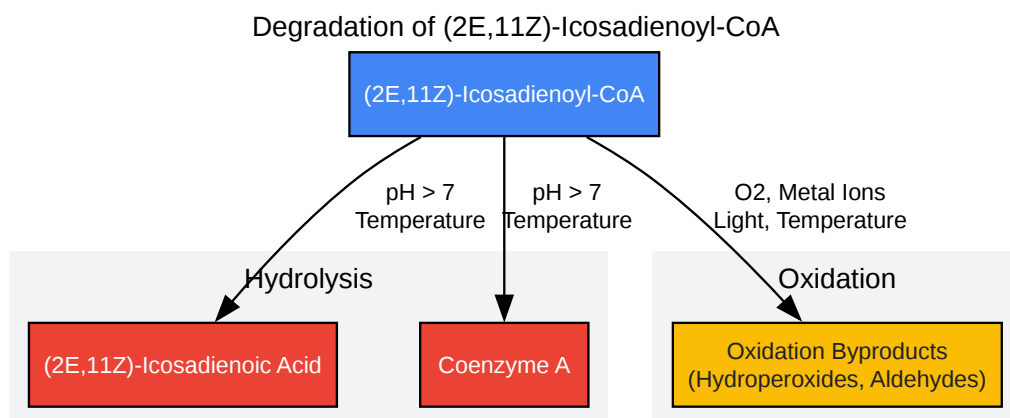 Degradation of (2E,11Z)-Icosadienoyl-CoA
(2E,11Z)-Icosadienoyl-CoA
pH > 7
Temperature
pH > 7
Temperature
O2, Metal Ions
Light, Temperature
Hydrolysis
Oxidation
(2E,11Z)-Icosadienoic Acid
Coenzyme A
Oxidation Byproducts
(Hydroperoxides, Aldehydes)